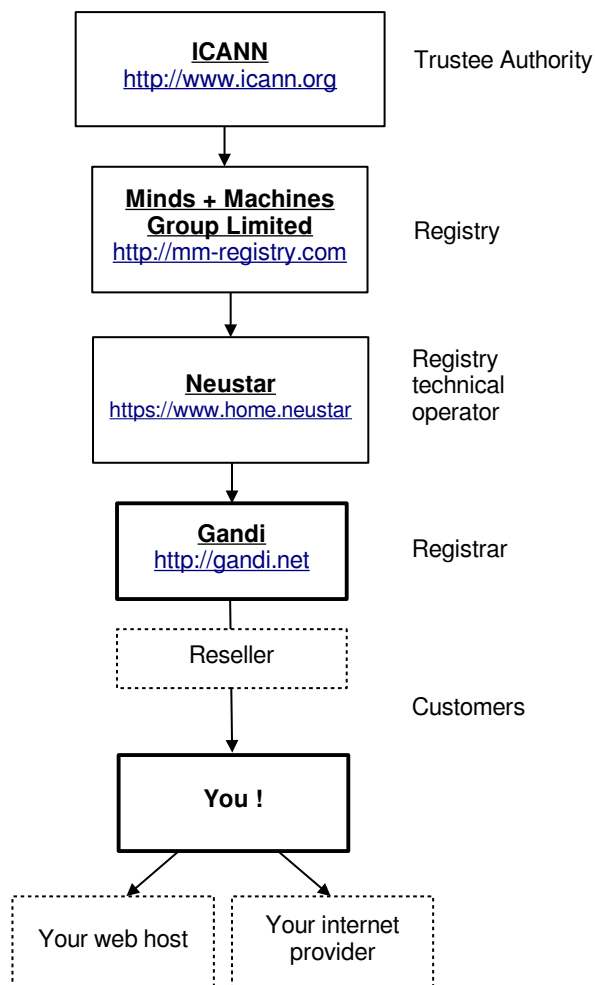 ICANN
http://www.icann.org
Trustee Authority
Minds + Machines
Group Limited
http://mm-registry.com
Registry
Neustar
https://www.home.neustar
Registry
technical
operator
Gandi
http://gandi.net
Registrar
Reseller
Customers
You !
Your web host
Your internet
provider